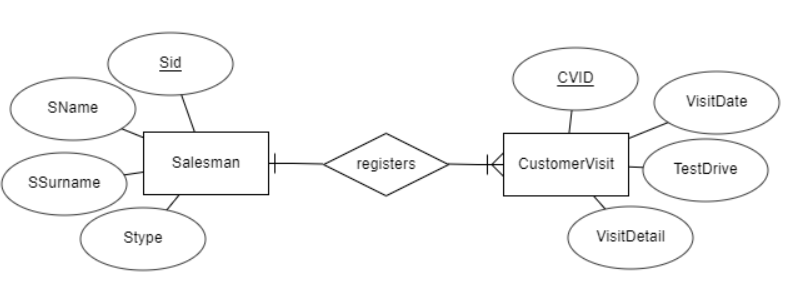 Sid
SName
SSurname
Stype
Salesman
registers
CustomerVisit
CVID
VisitDate
TestDrive
VisitDetail